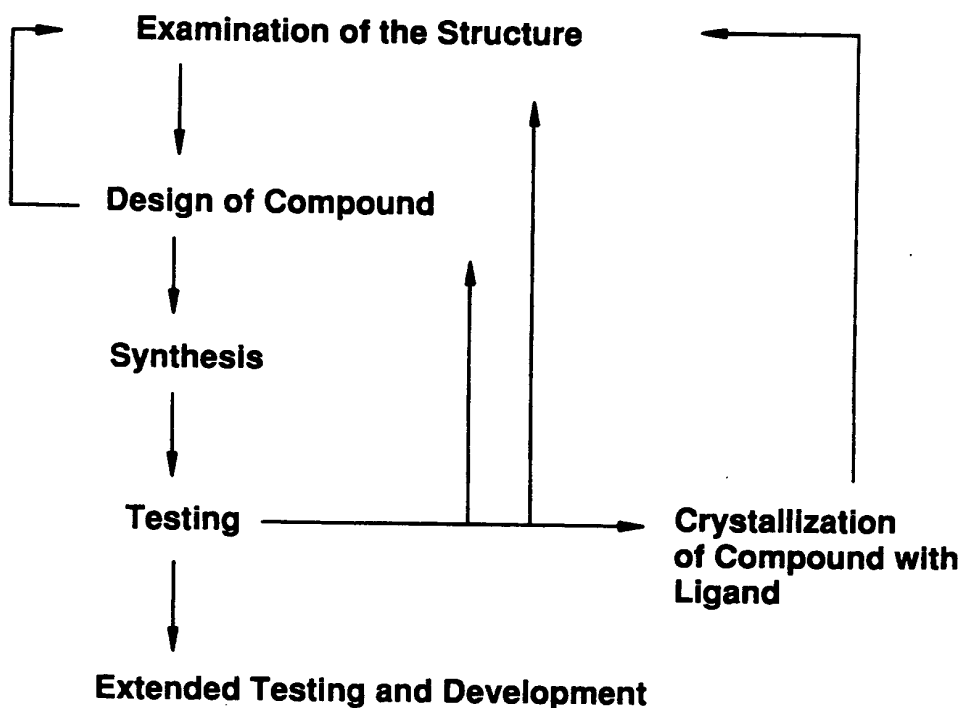 Examination of the Structure
Design of Compound
Synthesis
Testing
Crystallization
of Compound with
Ligand
Extended Testing and Development